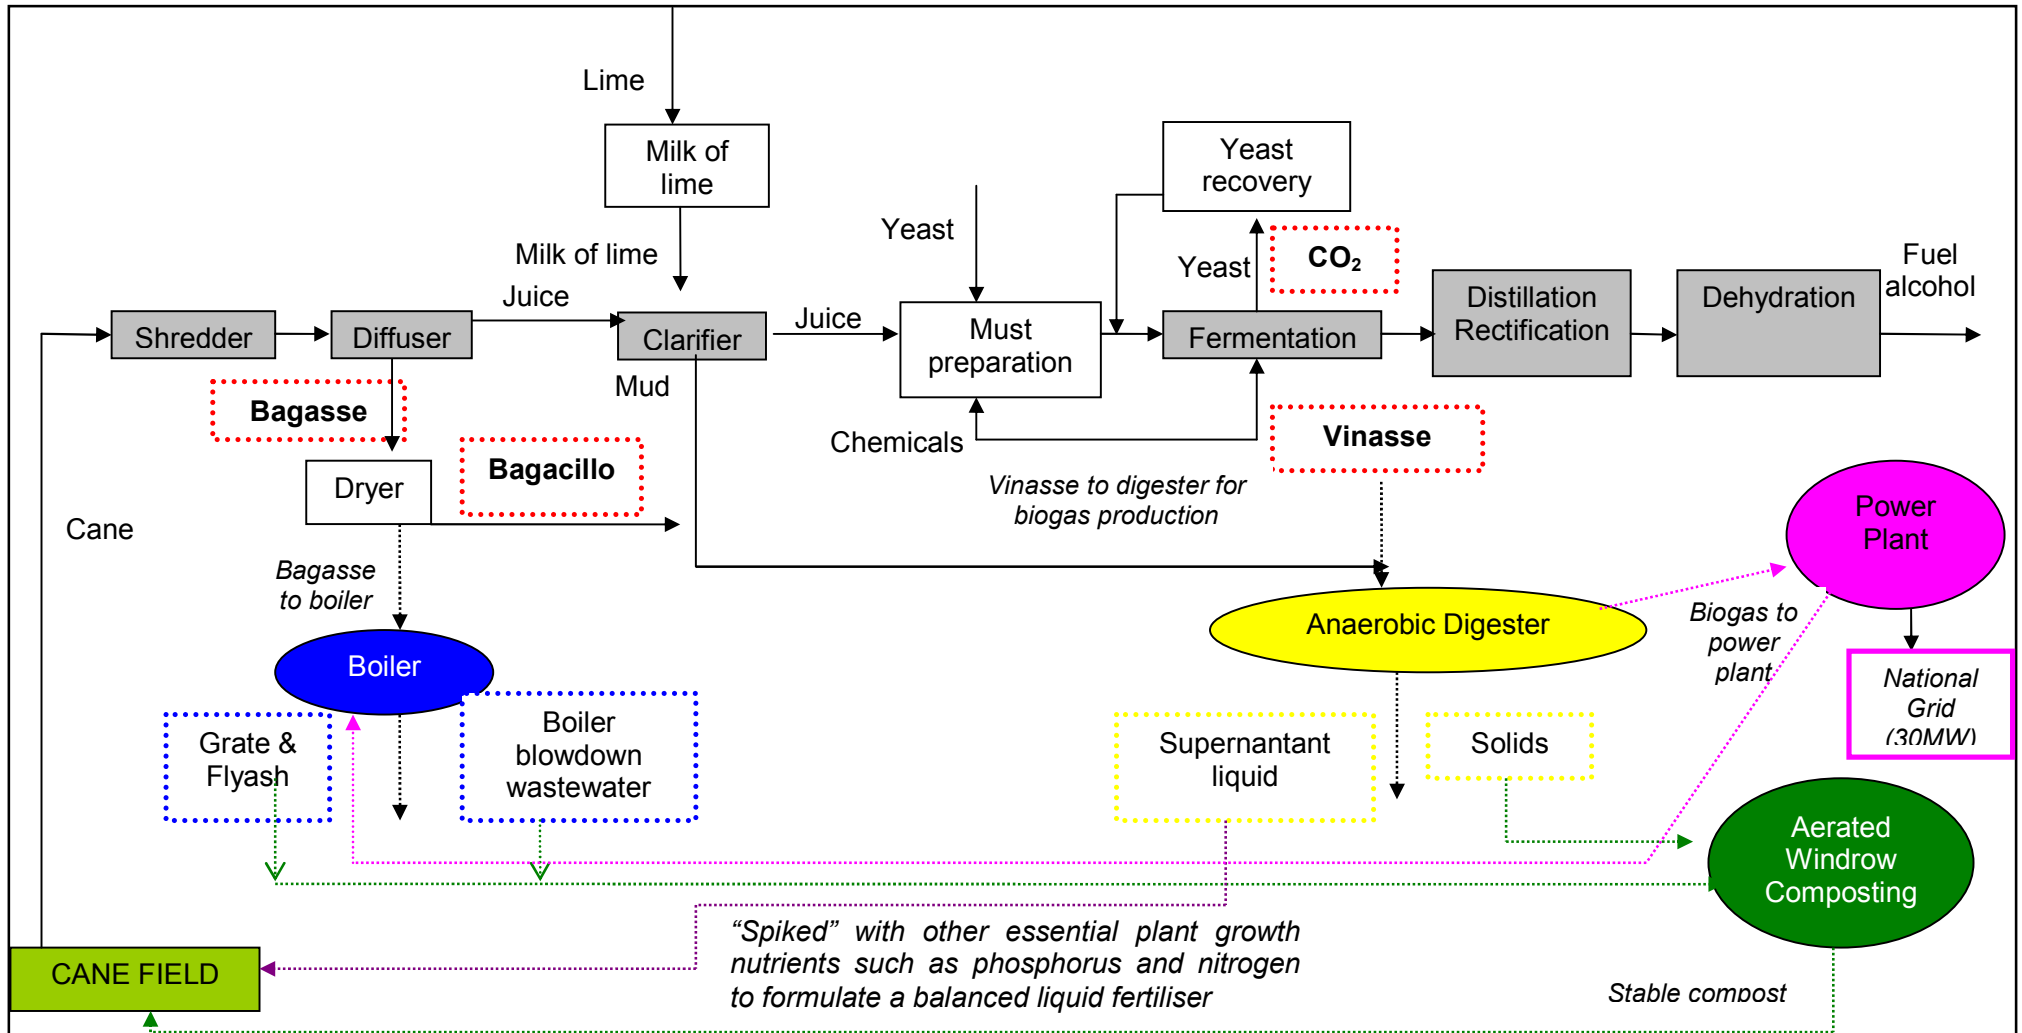 Lime
Milk of
lime
Yeast
recovery
Yeast
Milk of lime
Yeast
CO₂
Fuel
alcohol
Juice
Distillation
Rectification
Dehydration
Shredder
Diffuser
Clarifier
Juice
Must
preparation
Fermentation
Mud
Bagasse
Chemicals
Vinasse
Bagacillo
Dryer
Vinasse to digester for
biogas production
Power
Plant
Cane
Bagasse
to boiler
Anaerobic Digester
Biogas to
power
plant
Boiler
National
Grid
(30MW)
Grate &
Flyash
Boiler
blowdown
wastewater
Supernantant
liquid
Solids
Aerated
Windrow
Composting
“Spiked” with other essential plant growth
nutrients such as phosphorus and nitrogen
to formulate a balanced liquid fertiliser
CANE FIELD
Stable compost